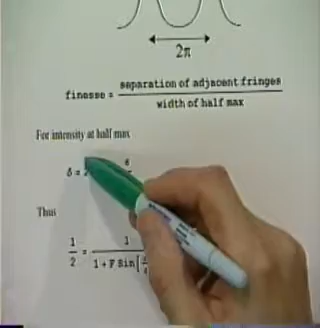 2π
finesse = separation of adjacent fringes / width of half max
For intensity at half max
δ = 2
Thus
1/2 = 1 / 1 + F Sin[